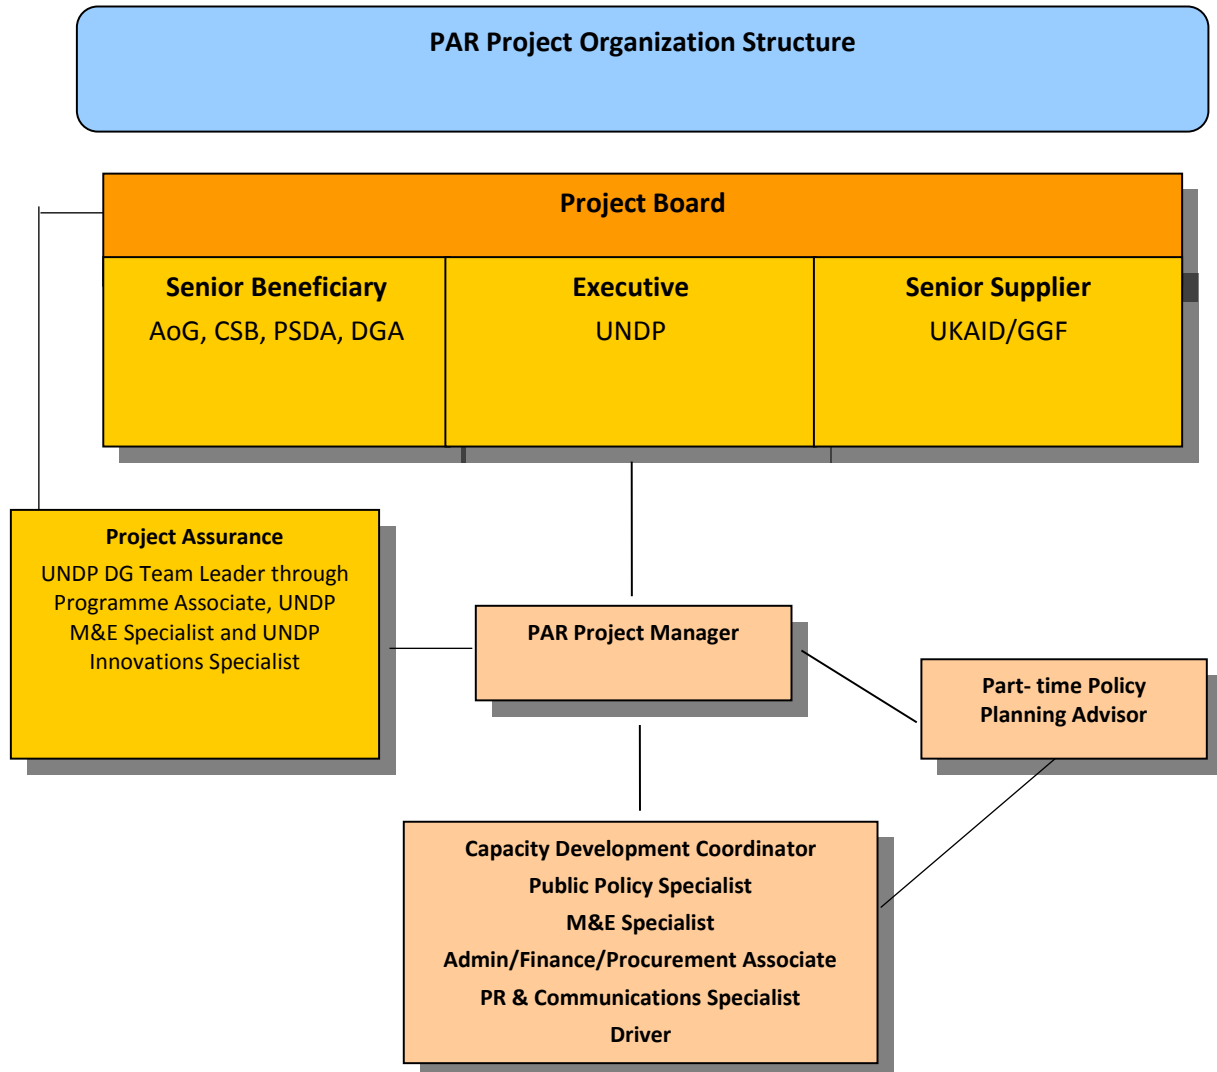 PAR Project Organization Structure
Project Board
Senior Beneficiary
AoG, CSB, PSDA, DGA
Executive
UNDP
Senior Supplier
UKAID/GGF
Project Assurance
UNDP DG Team Leader through
Programme Associate, UNDP
M&E Specialist and UNDP
Innovations Specialist
PAR Project Manager
Part- time Policy
Planning Advisor
Capacity Development Coordinator
Public Policy Specialist
M&E Specialist
Admin/Finance/Procurement Associate
PR & Communications Specialist
Driver